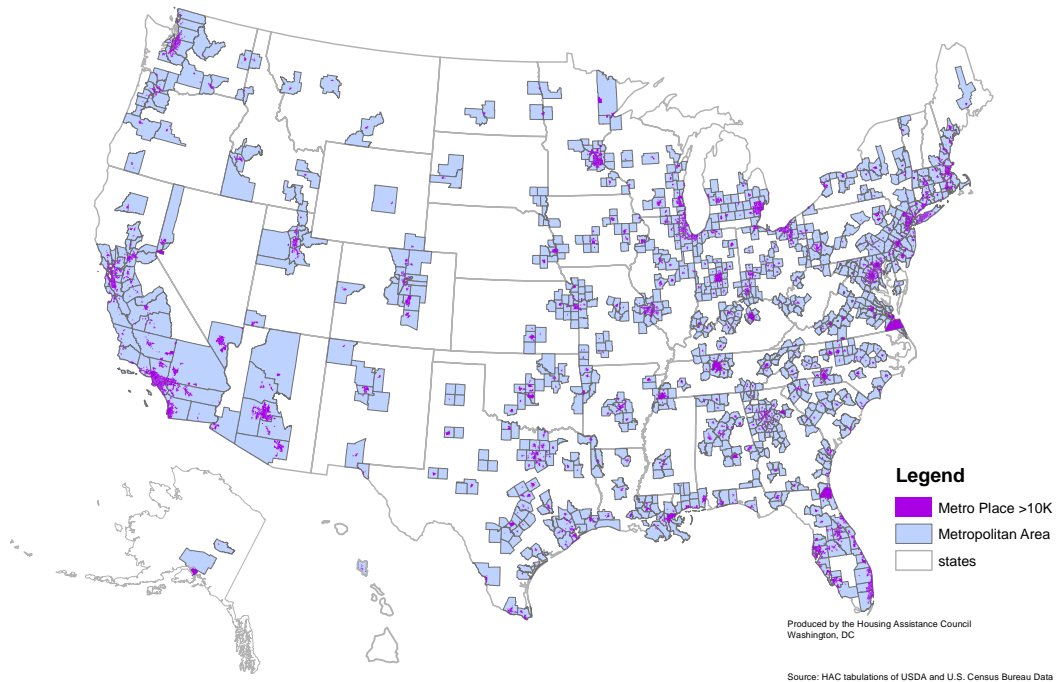 Legend
Metro Place >10K
Metropolitan Area
states
Produced by the Housing Assistance Council
Washington, DC
Source: HAC tabulations of USDA and U.S. Census Bureau Data